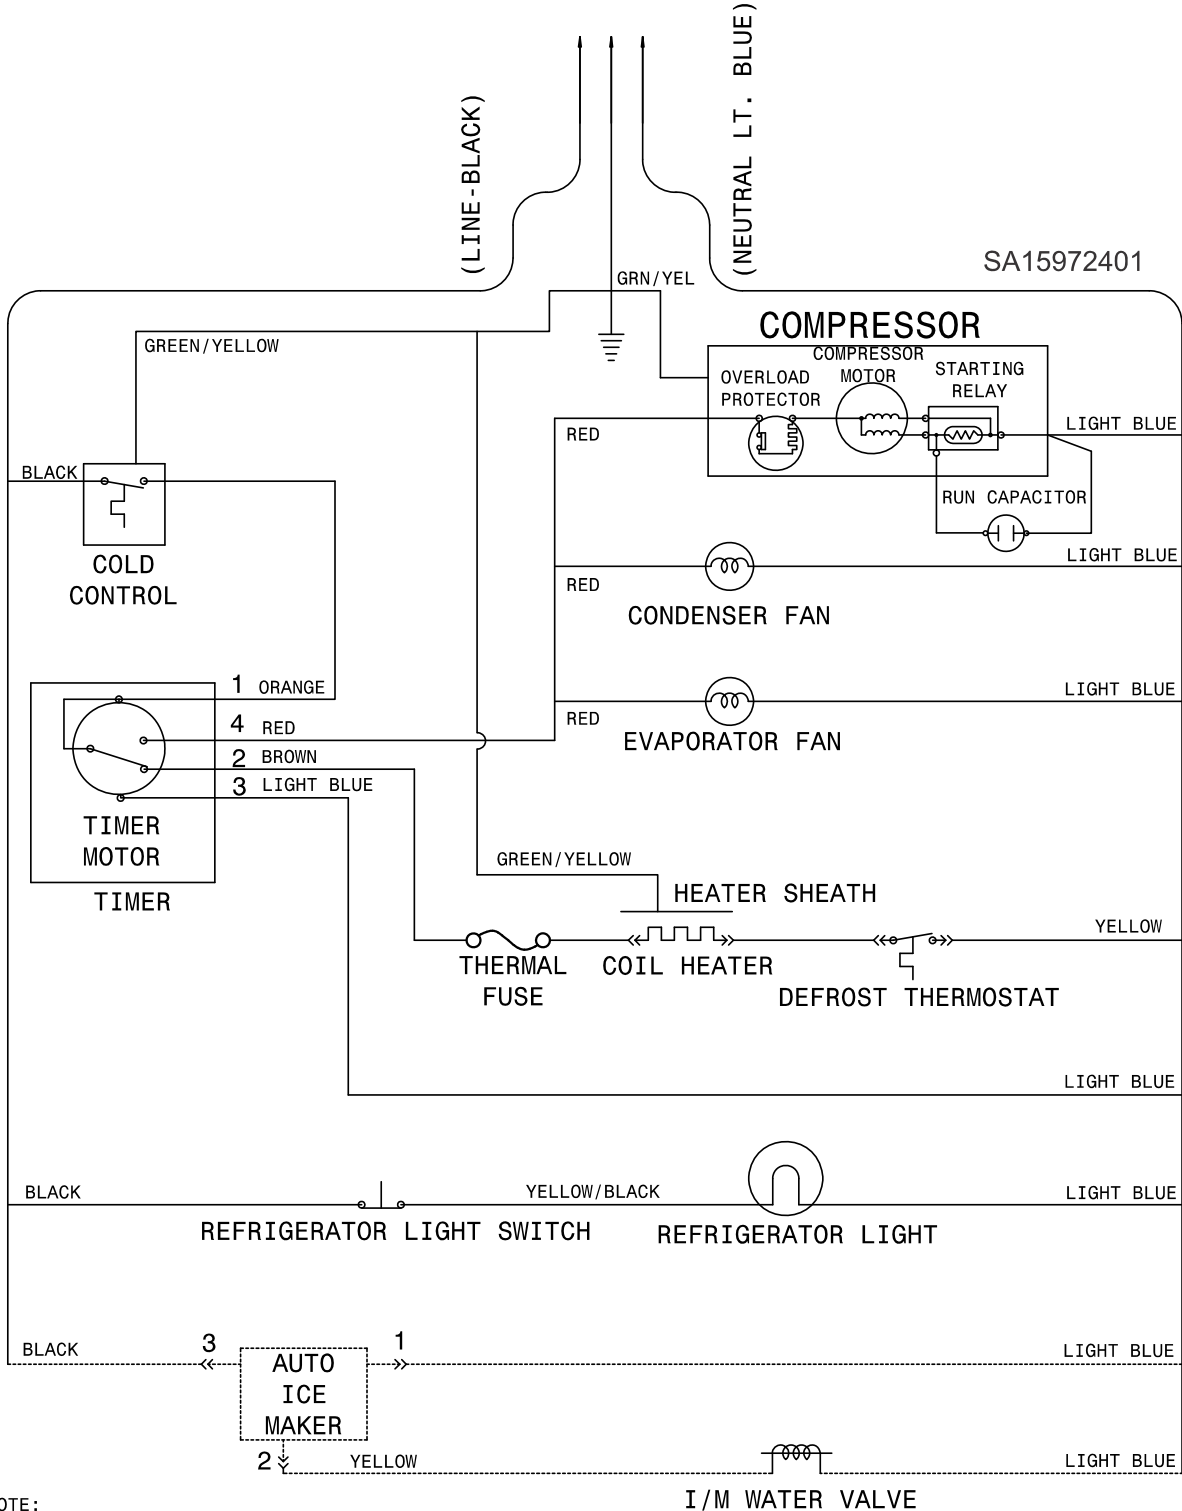 (LINE-BLACK)
(NEUTRAL LT. BLUE)
SA15972401
GRN/YEL
GREEN/YELLOW
COMPRESSOR
COMPRESSOR
MOTOR
OVERLOAD
PROTECTOR
STARTING
RELAY
LIGHT BLUE
RED
BLACK
RUN CAPACITOR
COLD
CONTROL
LIGHT BLUE
RED
CONDENSER FAN
1 ORANGE
LIGHT BLUE
4 RED
RED
EVAPORATOR FAN
2 BROWN
3 LIGHT BLUE
TIMER
MOTOR
TIMER
GREEN/YELLOW
HEATER SHEATH
YELLOW
THERMAL
FUSE
COIL HEATER
DEFROST THERMOSTAT
LIGHT BLUE
BLACK
YELLOW/BLACK
LIGHT BLUE
REFRIGERATOR LIGHT SWITCH
REFRIGERATOR LIGHT
BLACK
3
1
LIGHT BLUE
AUTO
ICE
MAKER
2
YELLOW
LIGHT BLUE
I/M WATER VALVE
OTE: